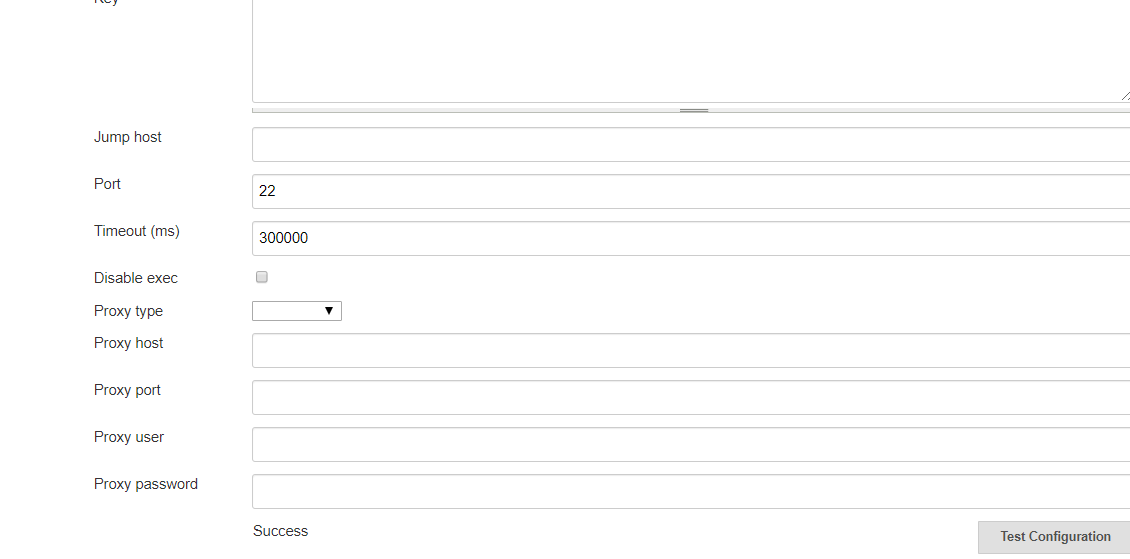 Key
Jump host
Port
22
Timeout (ms)
300000
Disable exec
Proxy type
Proxy host
Proxy port
Proxy user
Proxy password
Success
Test Configuration